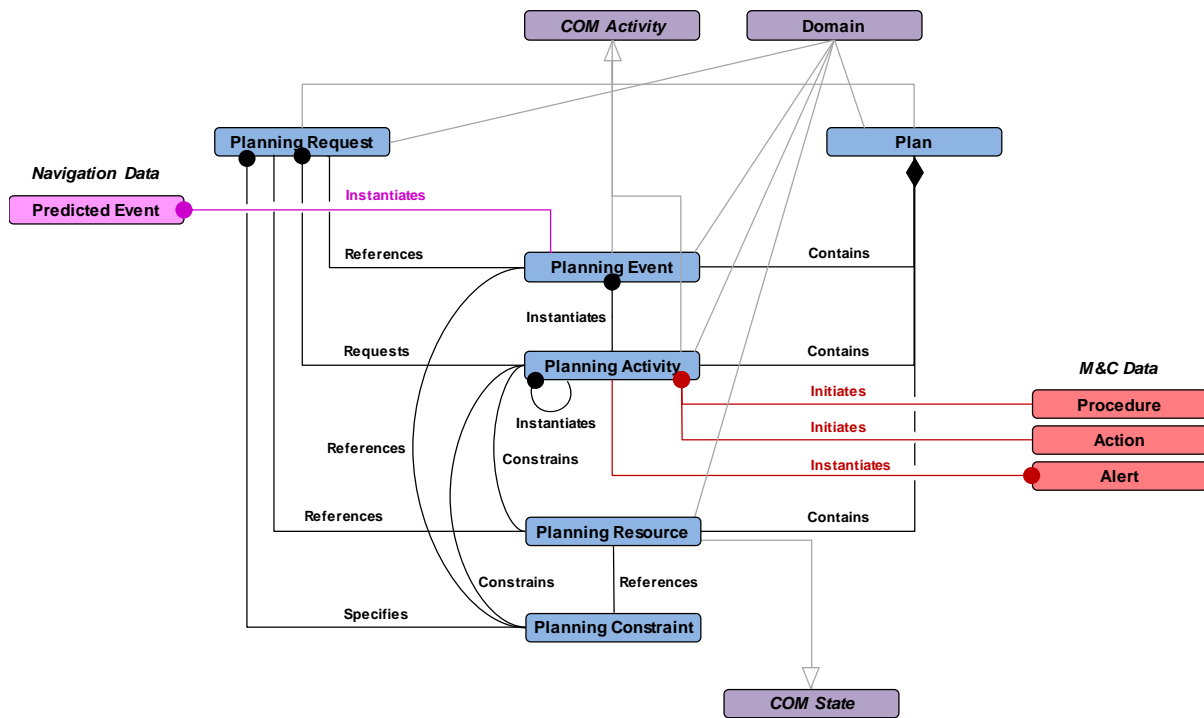 COM Activity
Domain
Planning Request
Plan
Navigation Data
Instantiates
Predicted Event
References
Planning Event
Contains
Instantiates
Requests
Planning Activity
Contains
M&C Data
Initiates
Procedure
Instantiates
Initiates
Action
References
Constrains
Instantiates
Alert
References
Planning Resource
Contains
Constrains
References
Specifies
Planning Constraint
COM State